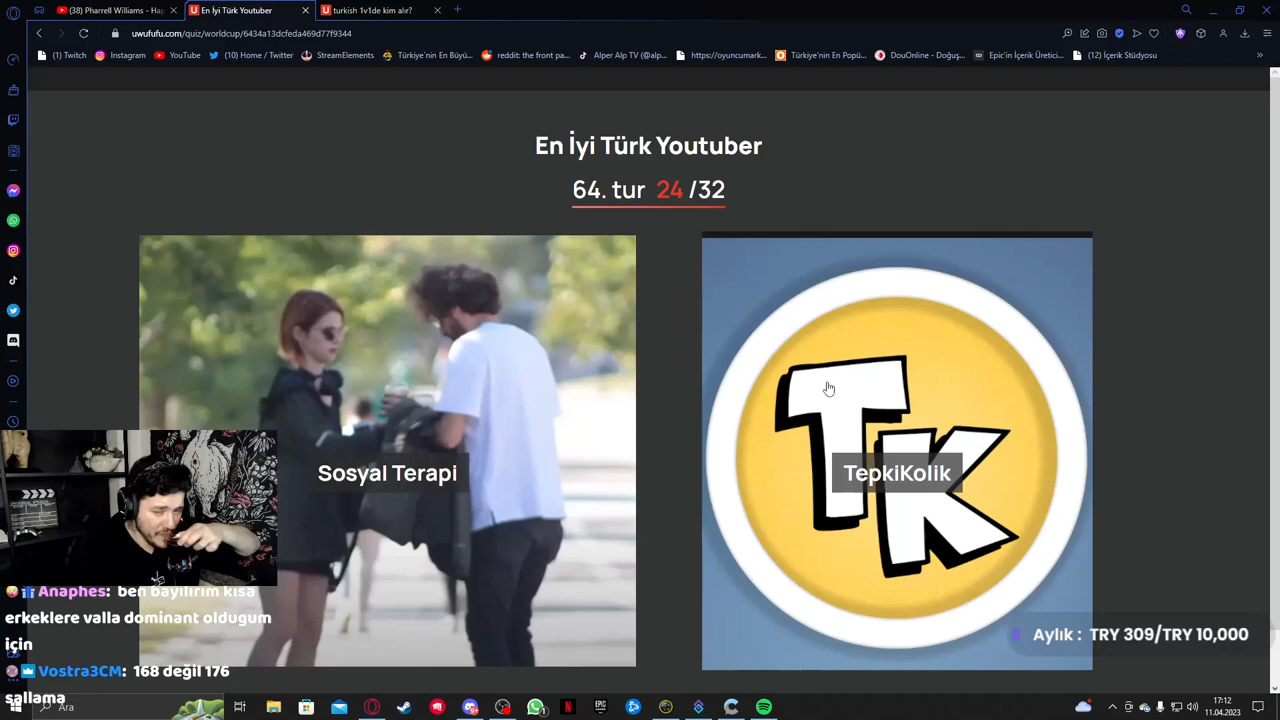 (38) Pharrell Williams - Hap
En İyi Türk Youtuber
turkish 1v1de kim alır?
uwufufu.com/quiz/worldcup/6434a13dcfeda469d77f9344
(1) Twitch
Instagram
YouTube
(10) Home / Twitter
StreamElements
Türkiye'nin En Büyü...
reddit: the front pa...
Alper Alp TV (@alp...
https://oyuncumark...
Türkiye'nin En Popü...
DouOnline - Doğuş...
Epic'in İçerik Üretici...
(12) İçerik Stüdyosu
En İyi Türk Youtuber
64. tur 24 /32
Sosyal Terapi
TK
TepkiKolik
Anaphes: ben bayılırım kısa
erkeklere valla dominant oldugum
için
Vostra3CM: 168 değil 176
sallama
Aylık : TRY 309/TRY 10,000
Ara
17:12
11.04.2023